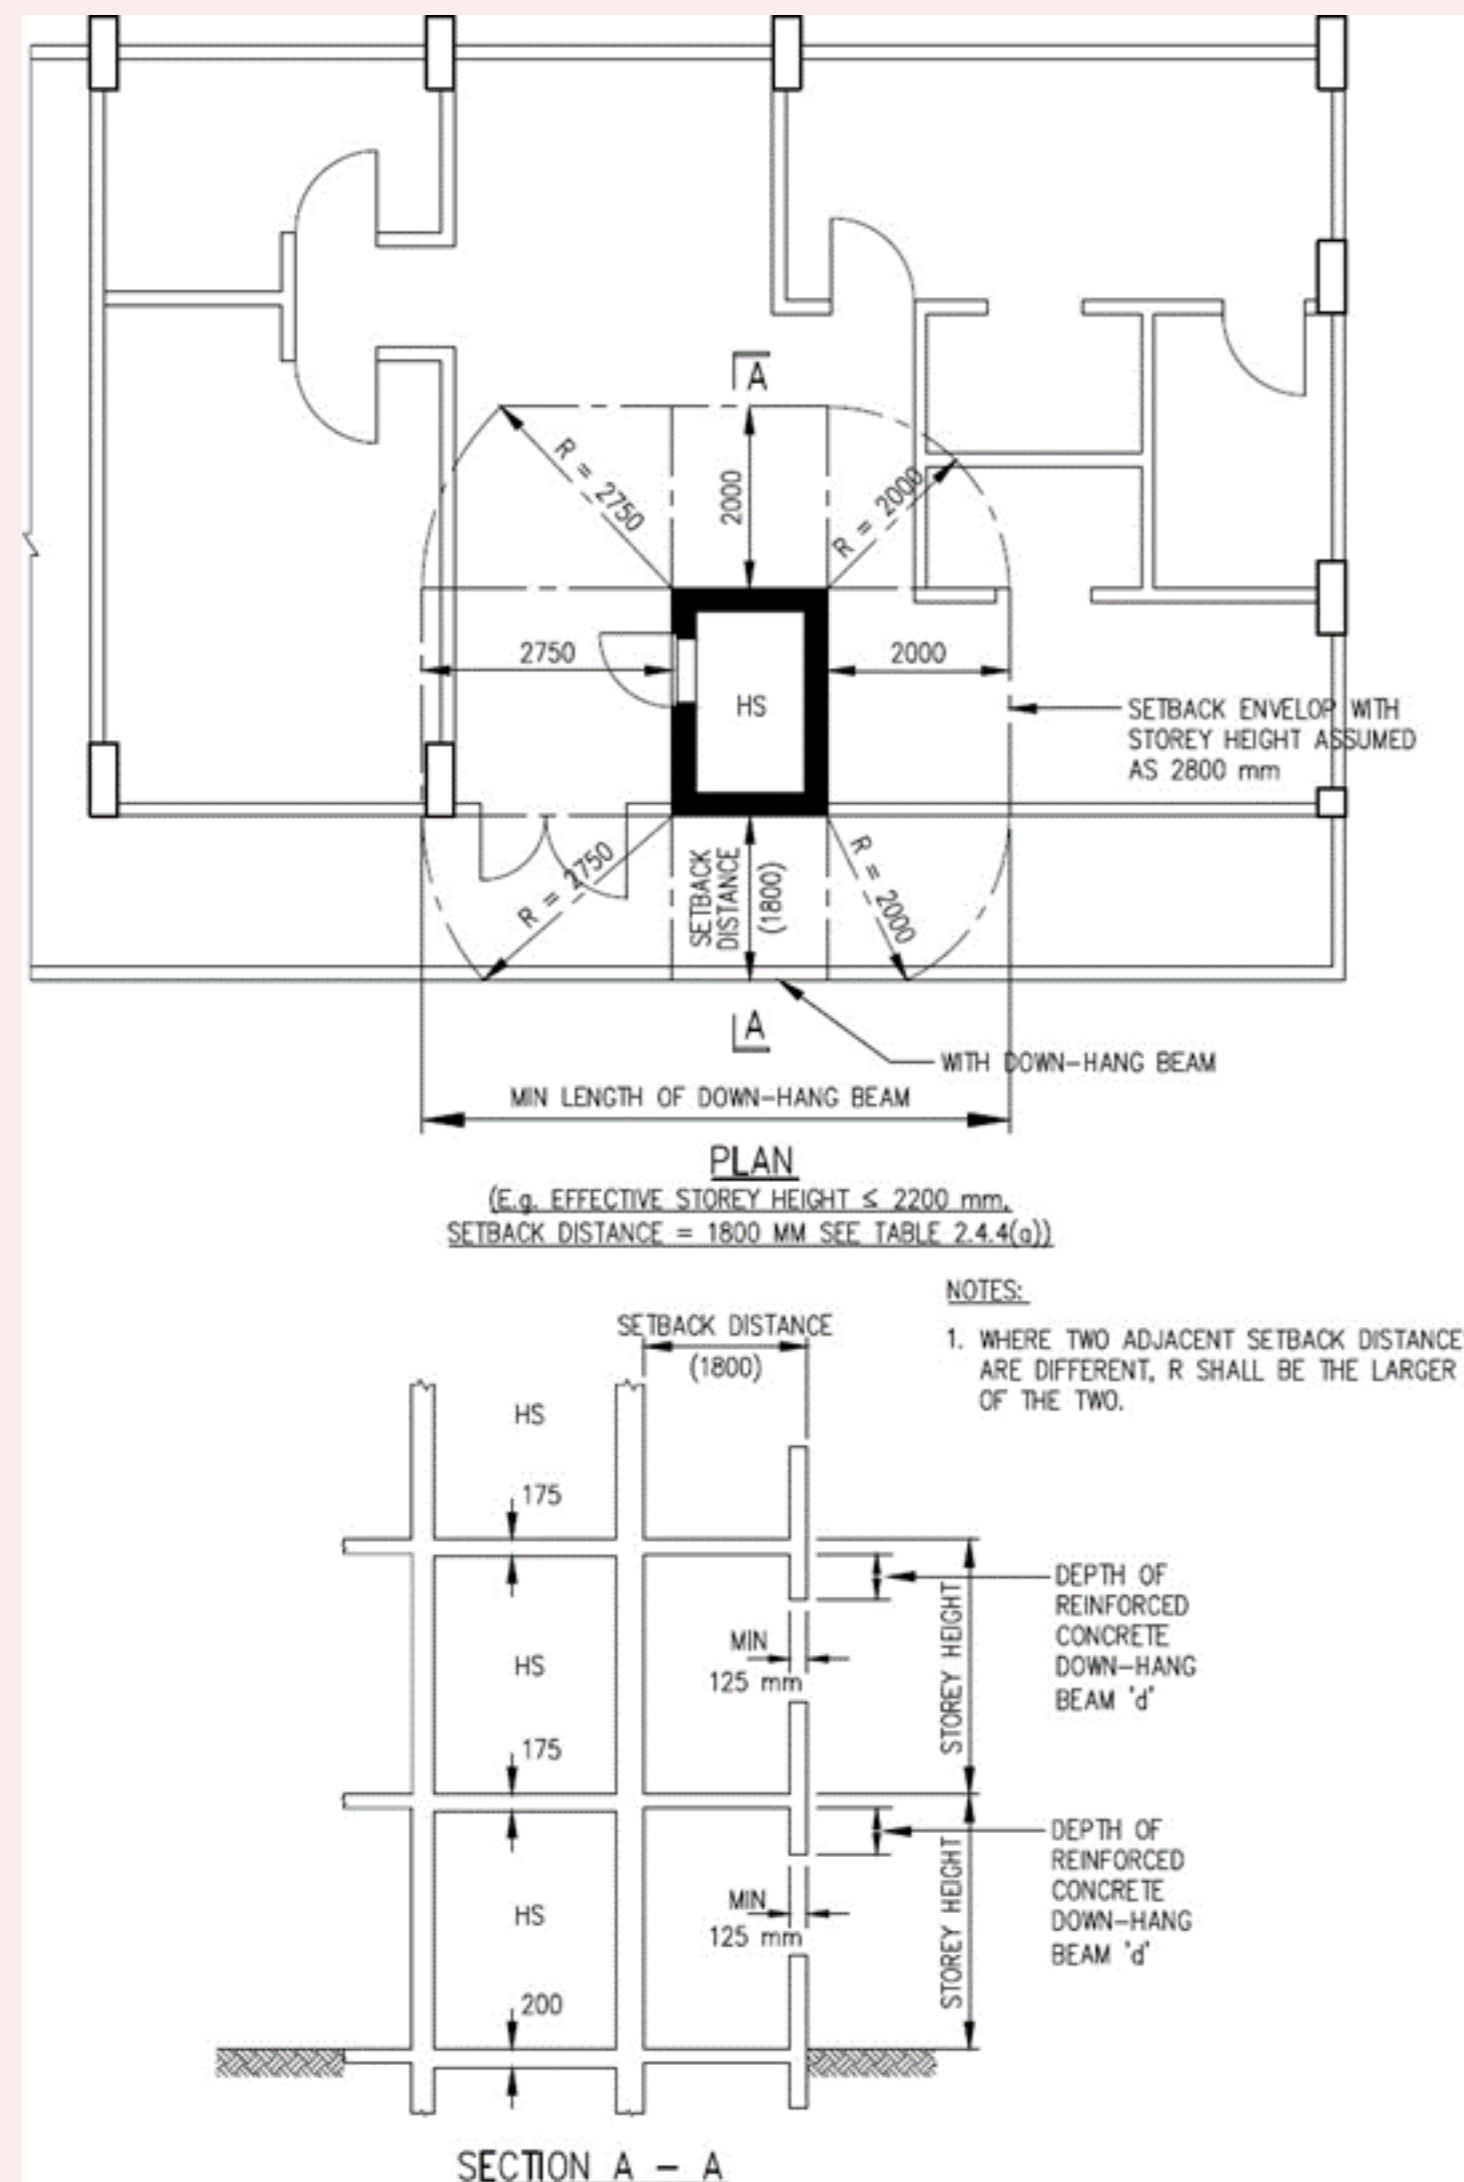 A
R = 2750
2000
R = 2000
2750
2000
HS
SETBACK ENVELOP WITH
STOREY HEIGHT ASSUMED
AS 2800 mm
R = 2750
SETBACK
DISTANCE
(1800)
R = 2000
A
WITH DOWN-HANG BEAM
MIN LENGTH OF DOWN-HANG BEAM
PLAN
(E.g. EFFECTIVE STOREY HEIGHT ≤ 2200 mm,
SETBACK DISTANCE = 1800 MM SEE TABLE 2.4.4(a))
NOTES:
1. WHERE TWO ADJACENT SETBACK DISTANCE
ARE DIFFERENT, R SHALL BE THE LARGER
OF THE TWO.
SETBACK DISTANCE
(1800)
HS
175
DEPTH OF
REINFORCED
CONCRETE
DOWN-HANG
BEAM 'd'
STOREY HEIGHT
MIN
125 mm
HS
175
DEPTH OF
REINFORCED
CONCRETE
DOWN-HANG
BEAM 'd'
STOREY HEIGHT
MIN
125 mm
HS
200
SECTION A - A